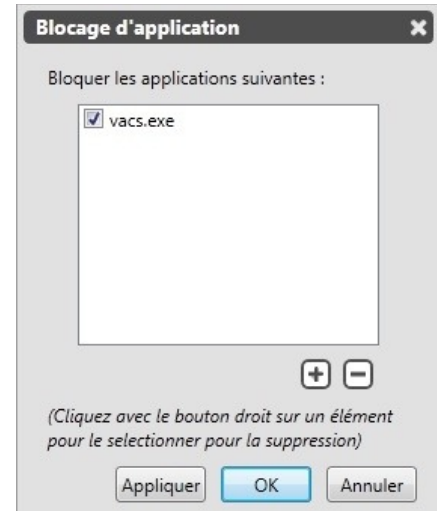 Blocage d'application
Bloquer les applications suivantes :
vacs.exe
(Cliquez avec le bouton droit sur un élément
pour le selectionner pour la suppression)
Appliquer OK Annuler